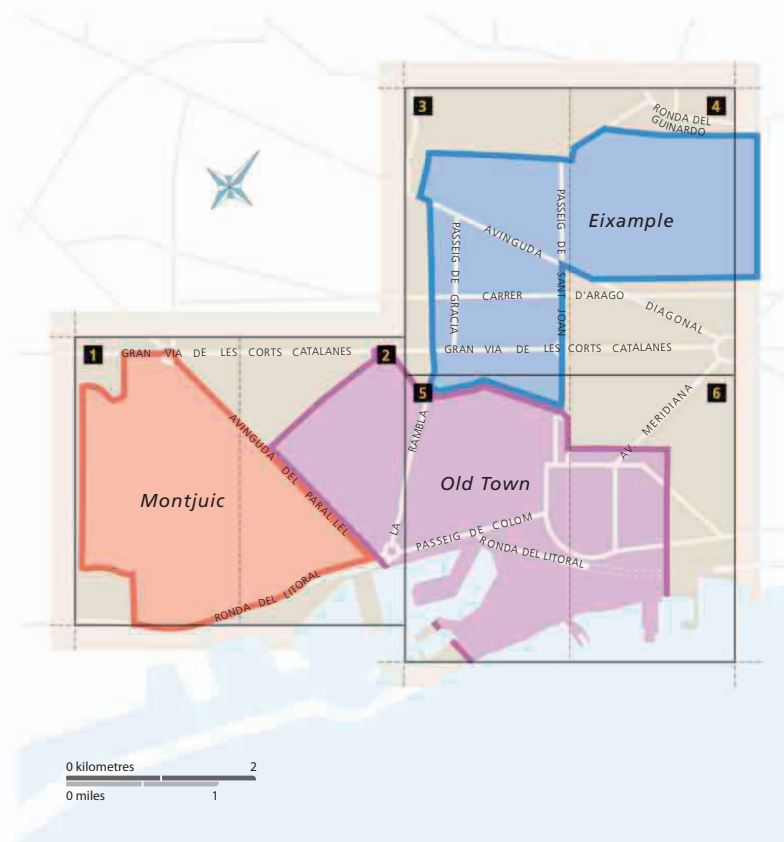 3
4
RONDA DEL
GUINARDO
Eixample
PASSEIG DE SANT JOAN
AVINGUDA
DIAGONAL
PASSEIG DE GRACIA
CARRER D'ARAGO
1
GRAN VIA DE LES CORTS CATALANES
2
GRAN VIA DE LES CORTS CATALANES
5
6
AVINGUDA DEL PARAL.LEL
LA RAMBLA
AV. MERIDIANA
Montjuic
Old Town
PASSEIG DE COLOM
RONDA DEL LITORAL
RONDA DEL LITORAL
0 kilometres 2
0 miles 1